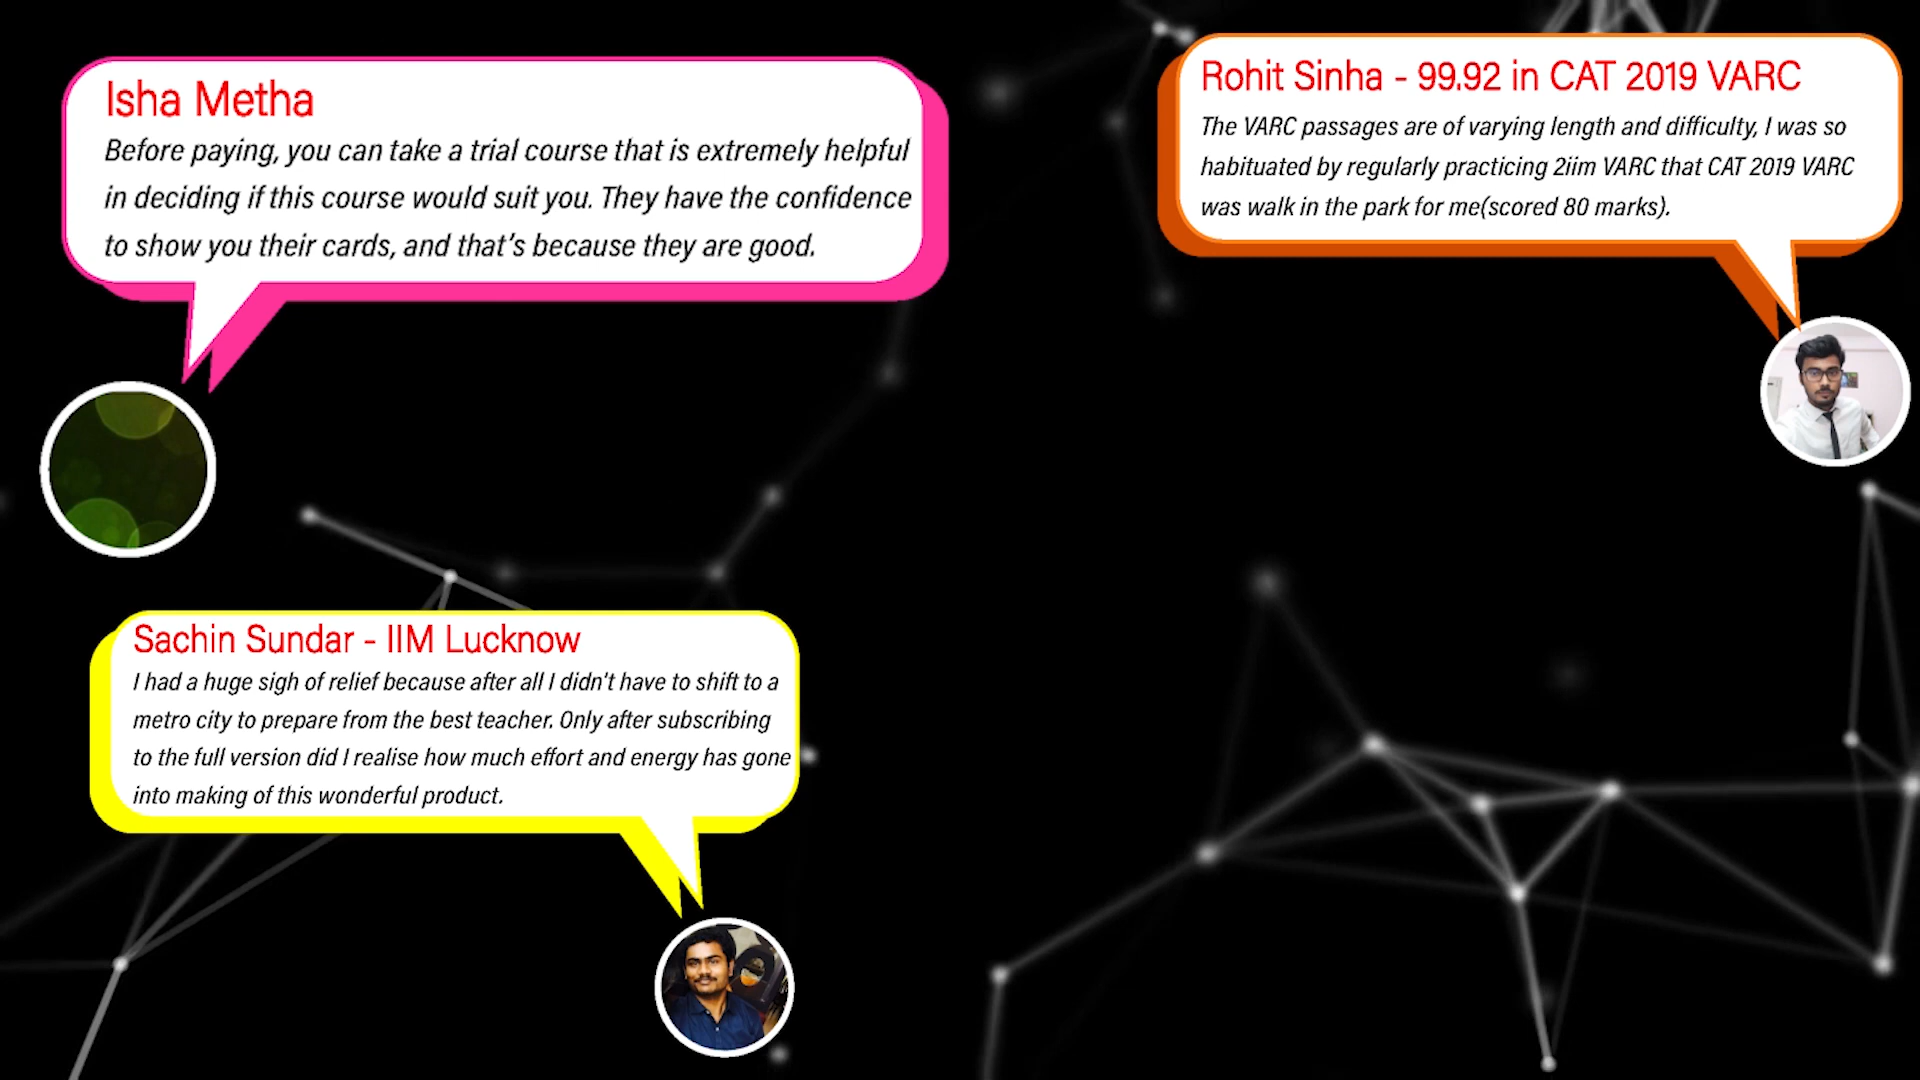 Isha Metha
Before paying, you can take a trial course that is extremely helpful
in deciding if this course would suit you. They have the confidence
to show you their cards, and that's because they are good.
Rohit Sinha - 99.92 in CAT 2019 VARC
The VARC passages are of varying length and difficulty, I was so
habituated by regularly practicing 2iim VARC that CAT 2019 VARC
was walk in the park for me(scored 80 marks).
Sachin Sundar - IIM Lucknow
I had a huge sigh of relief because after all I didn't have to shift to a
metro city to prepare from the best teacher. Only after subscribing
to the full version did I realise how much effort and energy has gone
into making of this wonderful product.